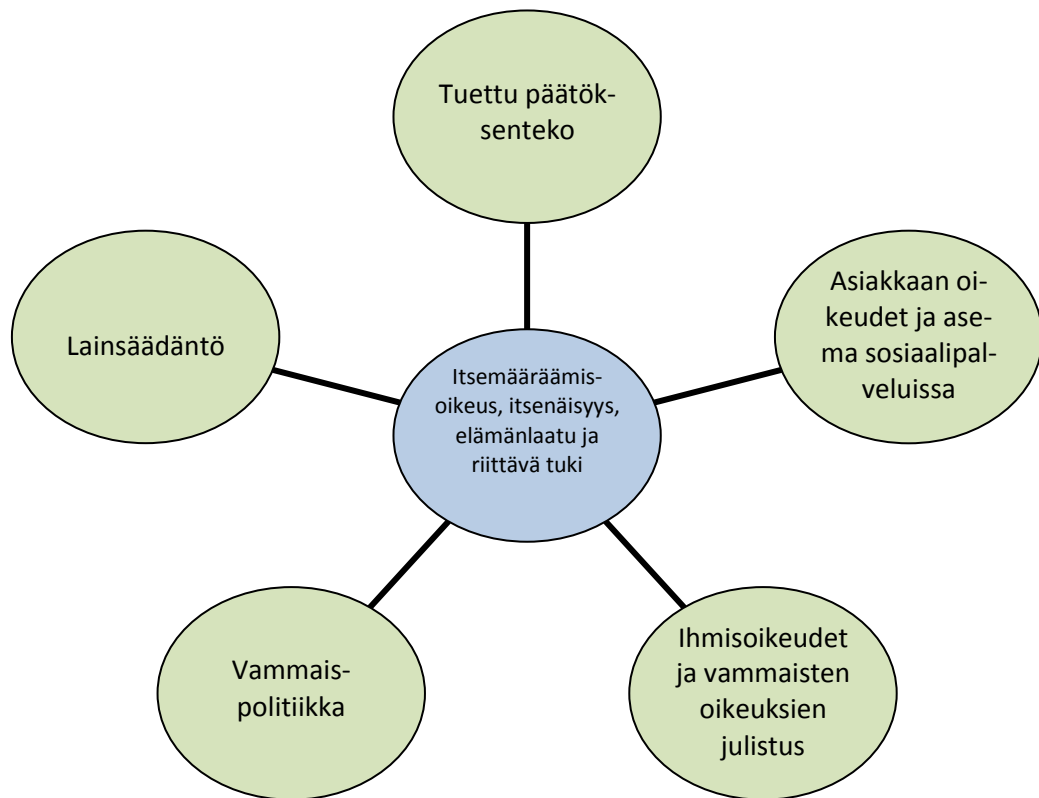 Tuettu päätök-
senteko
Asiakkaan oi-
keudet ja ase-
ma sosiaalipal-
veluissa
Lainsäädäntö
Itsemääräämis-
oikeus, itsenäisyys,
elämänlaatu ja
riittävä tuki
Vammais-
politiikka
Ihmisoikeudet
ja vammaisten
oikeuksien
julistus